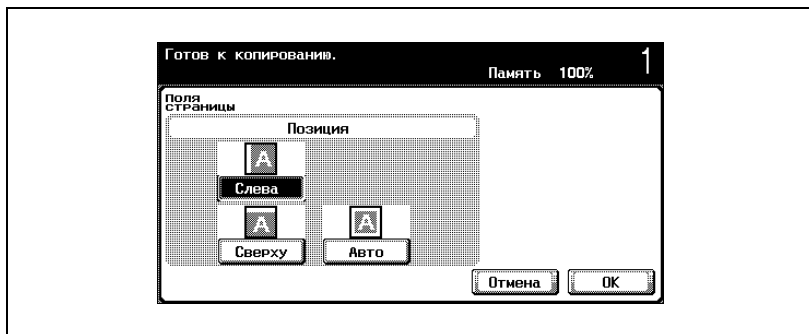 Готов к копированию.
Память 100% 1
Поля
страницы
Позиция
A
Слева
A A
Сверху Авто
Отмена OK